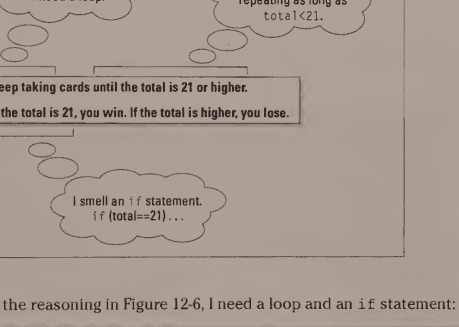 need a loop.
repeating as long as
total<21.
eep taking cards until the total is 21 or higher.
the total is 21, you win. If the total is higher, you lose.
I smell an if statement.
if (total==21)...
the reasoning in Figure 12-6, I need a loop and an if statement: